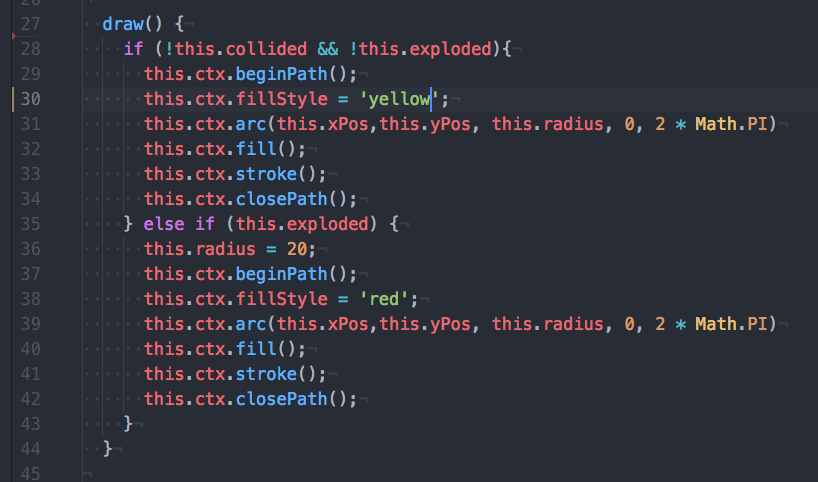 26
27 draw() {
28 if (!this.collided && !this.exploded){
29 this.ctx.beginPath();
30 this.ctx.fillStyle = 'yellow';
31 this.ctx.arc(this.xPos,this.yPos, this.radius, 0, 2 * Math.PI)
32 this.ctx.fill();
33 this.ctx.stroke();
34 this.ctx.closePath();
35 } else if (this.exploded) {
36 this.radius = 20;
37 this.ctx.beginPath();
38 this.ctx.fillStyle = 'red';
39 this.ctx.arc(this.xPos,this.yPos, this.radius, 0, 2 * Math.PI)
40 this.ctx.fill();
41 this.ctx.stroke();
42 this.ctx.closePath();
43 }
44 }
45